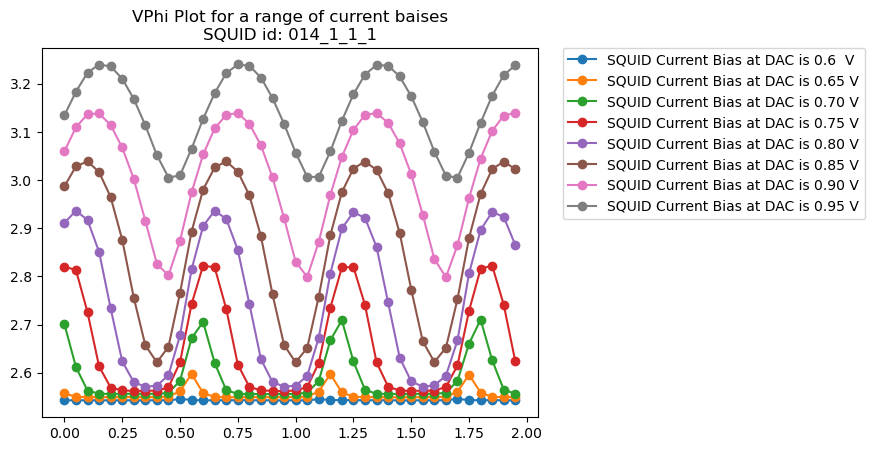 VPhi Plot for a range of current baises
SQUID id: 014_1_1_1
3.2
3.1
3.0
2.9
2.8
2.7
2.6
0.00 0.25 0.50 0.75 1.00 1.25 1.50 1.75 2.00
SQUID Current Bias at DAC is 0.6  V
SQUID Current Bias at DAC is 0.65 V
SQUID Current Bias at DAC is 0.70 V
SQUID Current Bias at DAC is 0.75 V
SQUID Current Bias at DAC is 0.80 V
SQUID Current Bias at DAC is 0.85 V
SQUID Current Bias at DAC is 0.90 V
SQUID Current Bias at DAC is 0.95 V